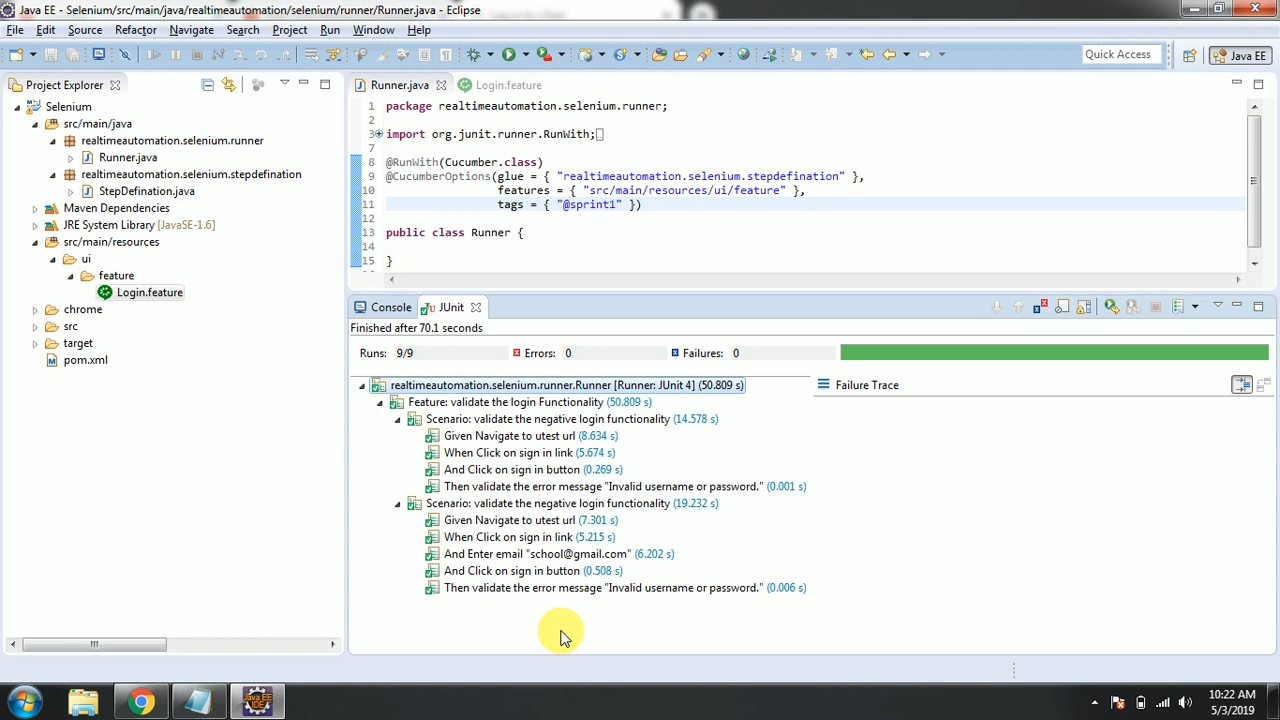 Java EE - Selenium/src/main/java/realtimeautomation/selenium/runner/Runner.java - Eclipse
File Edit Source Refactor Navigate Search Project Run Window Help
Quick Access
Java EE
Project Explorer
Selenium
src/main/java
realtimeautomation.selenium.runner
Runner.java
realtimeautomation.selenium.stepdefination
StepDefination.java
Maven Dependencies
JRE System Library [JavaSE-1.6]
src/main/resources
ui
feature
Login.feature
chrome
src
target
pom.xml
Runner.java Login.feature
1 package realtimeautomation.selenium.runner;
2
3 import org.junit.runner.RunWith;
7
8 @RunWith(Cucumber.class)
9 @CucumberOptions(glue = { "realtimeautomation.selenium.stepdefination" },
10 features = { "src/main/resources/ui/feature" },
11 tags = { "@sprint1" })
12
13 public class Runner {
14
15 }
Console JUnit
Finished after 70.1 seconds
Runs: 9/9 Errors: 0 Failures: 0
realtimeautomation.selenium.runner.Runner [Runner: JUnit 4] (50.809 s)
Feature: validate the login Functionality (50.809 s)
Scenario: validate the negative login functionality (14.578 s)
Given Navigate to utest url (8.634 s)
When Click on sign in link (5.674 s)
And Click on sign in button (0.269 s)
Then validate the error message "Invalid username or password." (0.001 s)
Scenario: validate the negative login functionality (19.232 s)
Given Navigate to utest url (7.301 s)
When Click on sign in link (5.215 s)
And Enter email "school@gmail.com" (6.202 s)
And Click on sign in button (0.508 s)
Then validate the error message "Invalid username or password." (0.006 s)
Failure Trace
Java EE
IDE
10:22 AM
5/3/2019